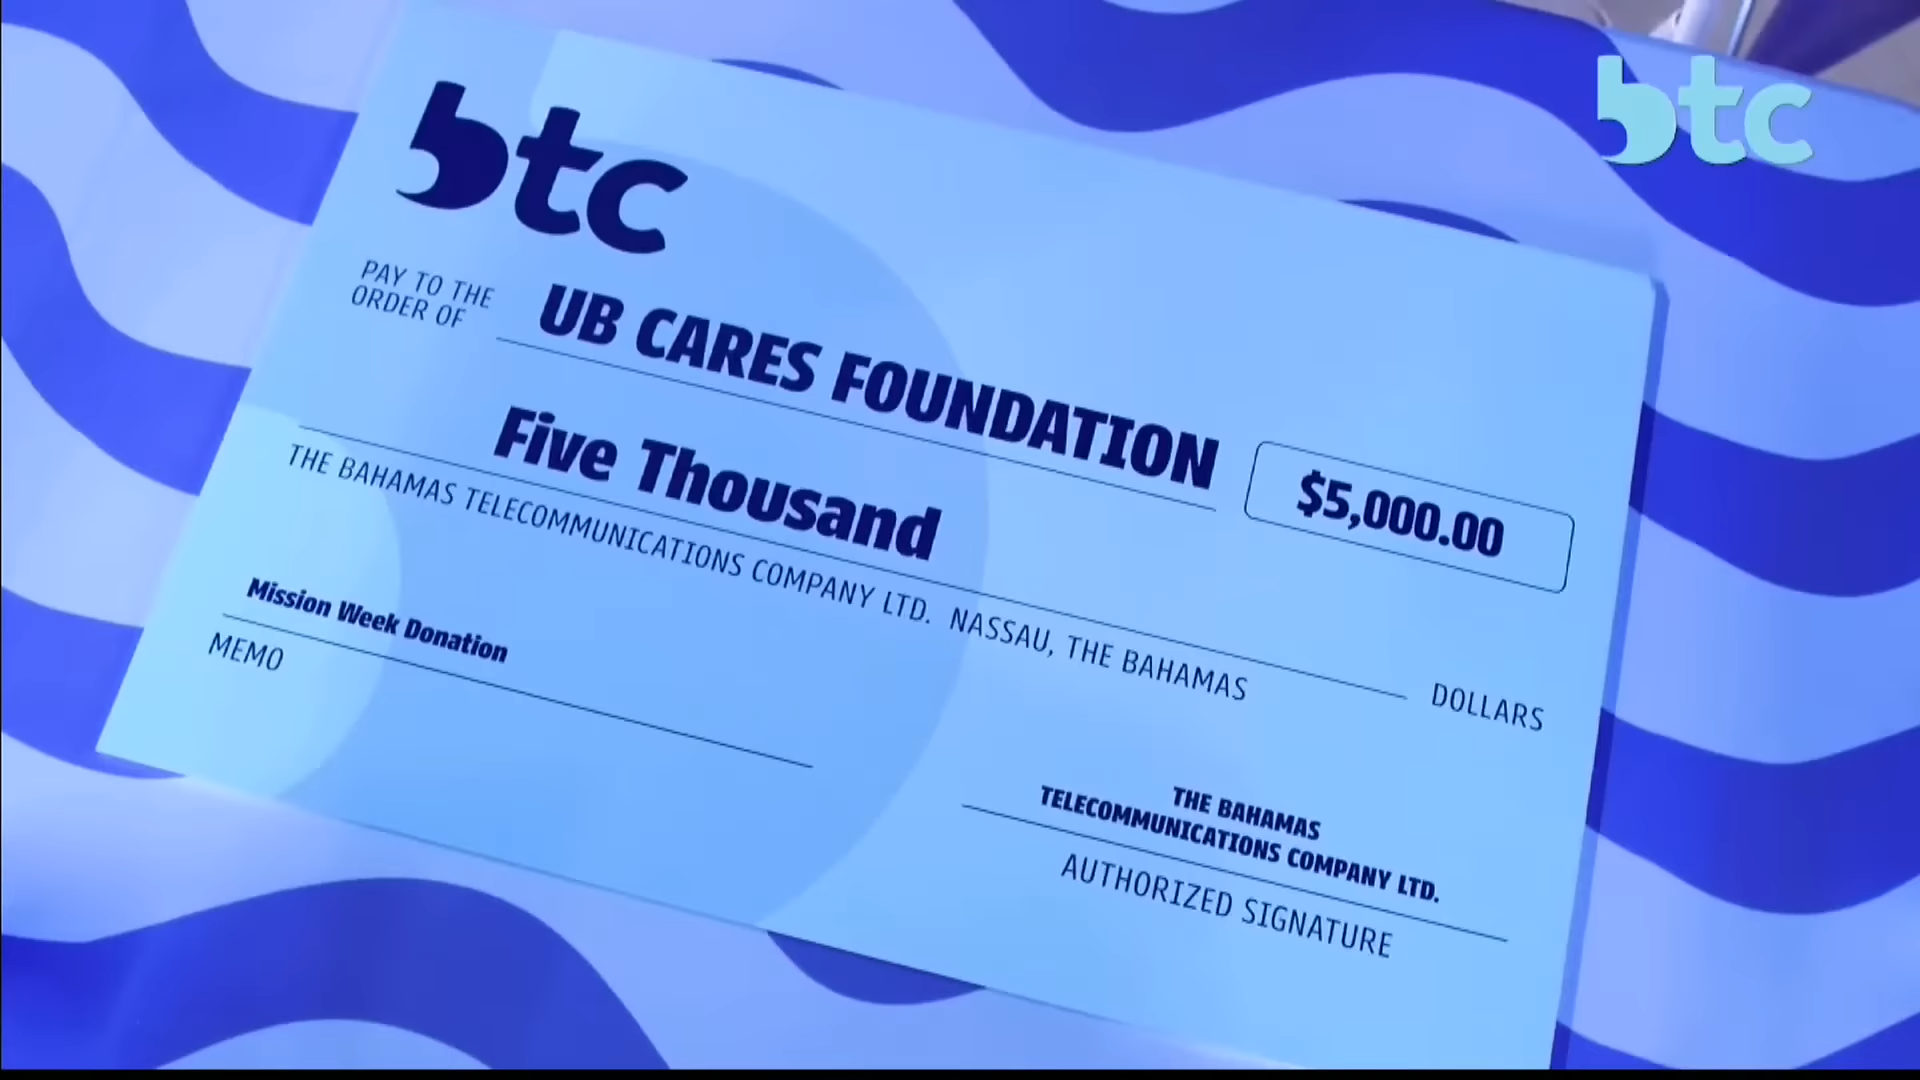 btc
btc
PAY TO THE
ORDER OF
UB CARES FOUNDATION
$5,000.00
Five Thousand
DOLLARS
THE BAHAMAS TELECOMMUNICATIONS COMPANY LTD. NASSAU, THE BAHAMAS
Mission Week Donation
MEMO
THE BAHAMAS
TELECOMMUNICATIONS COMPANY LTD.
AUTHORIZED SIGNATURE